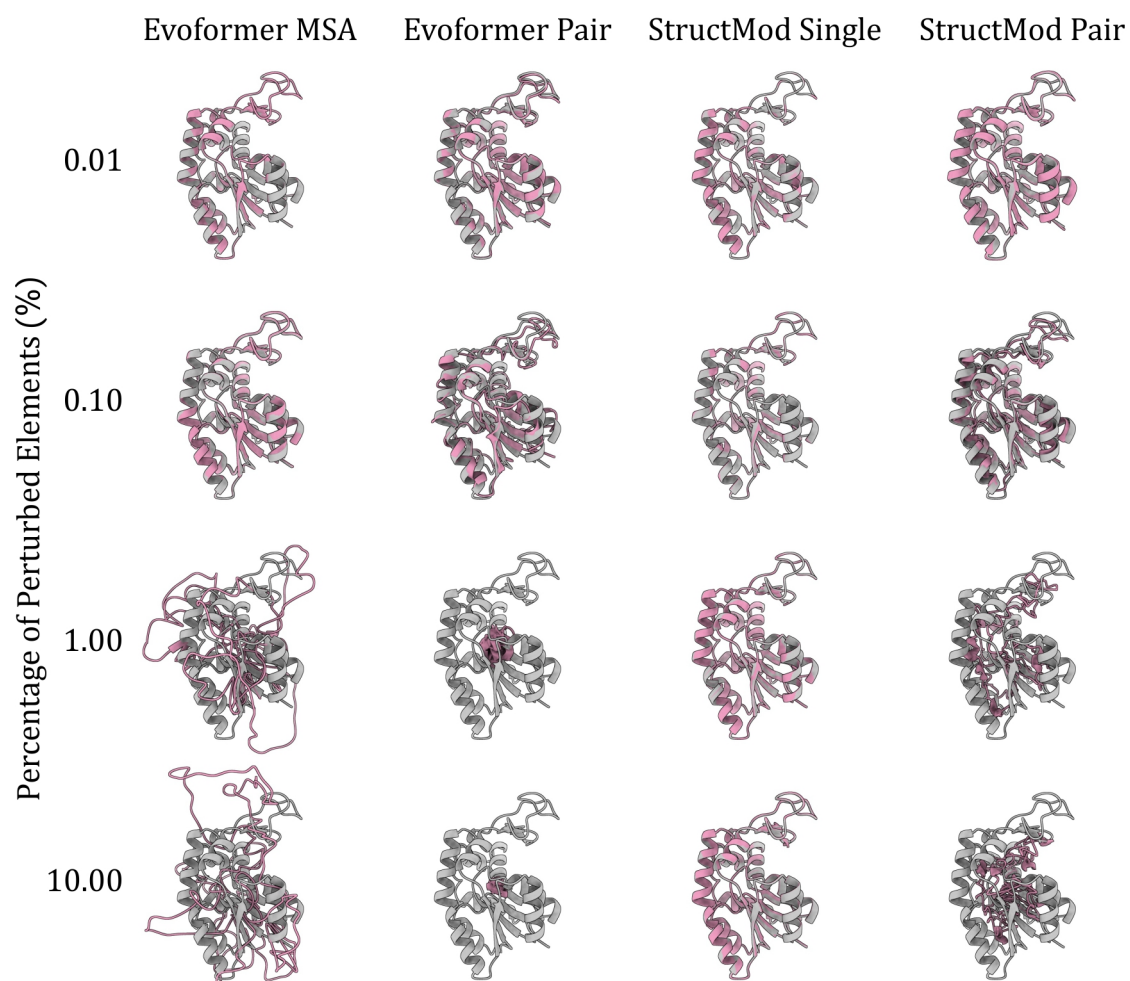 Evoformer MSA Evoformer Pair StructMod Single StructMod Pair
Percentage of Perturbed Elements (%)
0.01
0.10
1.00
10.00